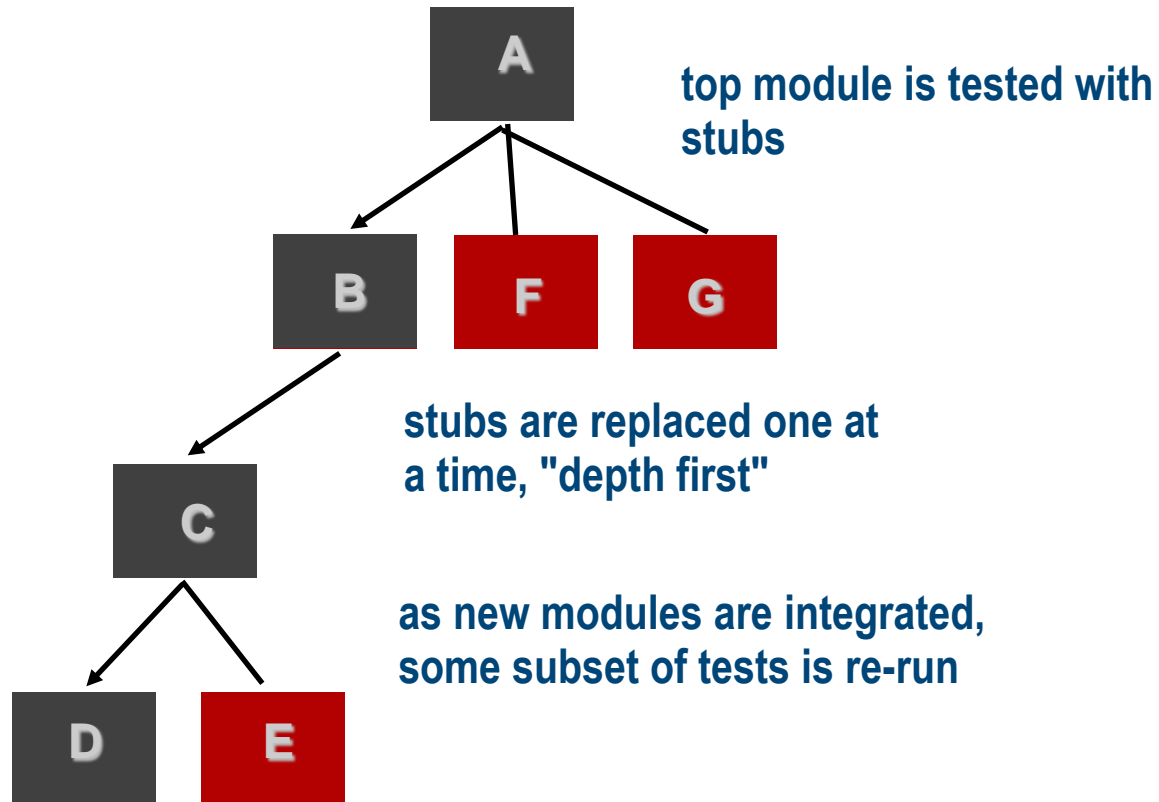 A
top module is tested with
stubs
B
F
G
stubs are replaced one at
a time, "depth first"
C
as new modules are integrated,
some subset of tests is re-run
D
E